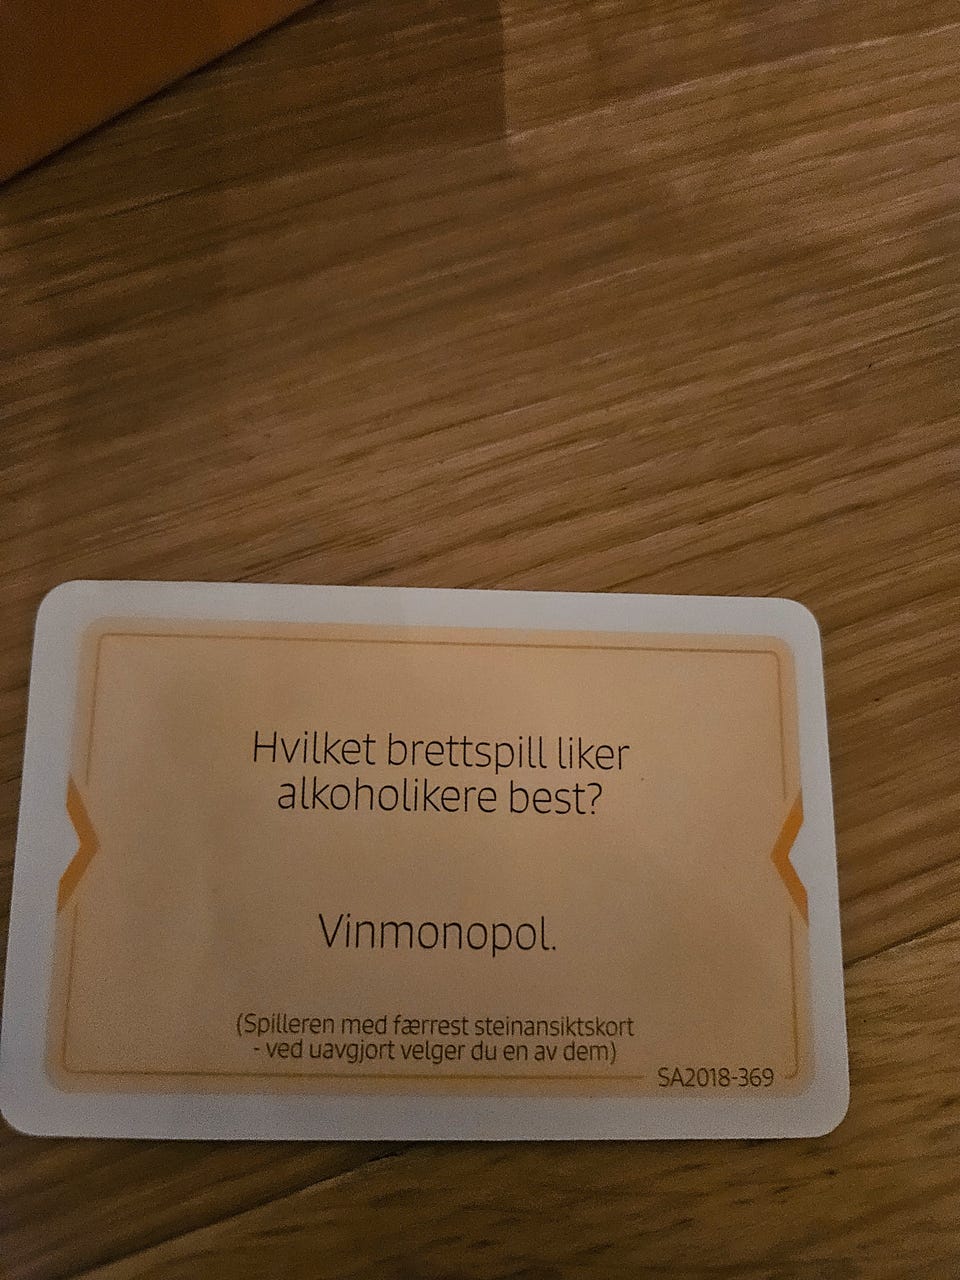 Hvilket brettspill liker
alkoholikere best?
Vinmonopol.
(Spilleren med færrest steinansiktskort
- ved uavgjort velger du en av dem)
SA2018-369